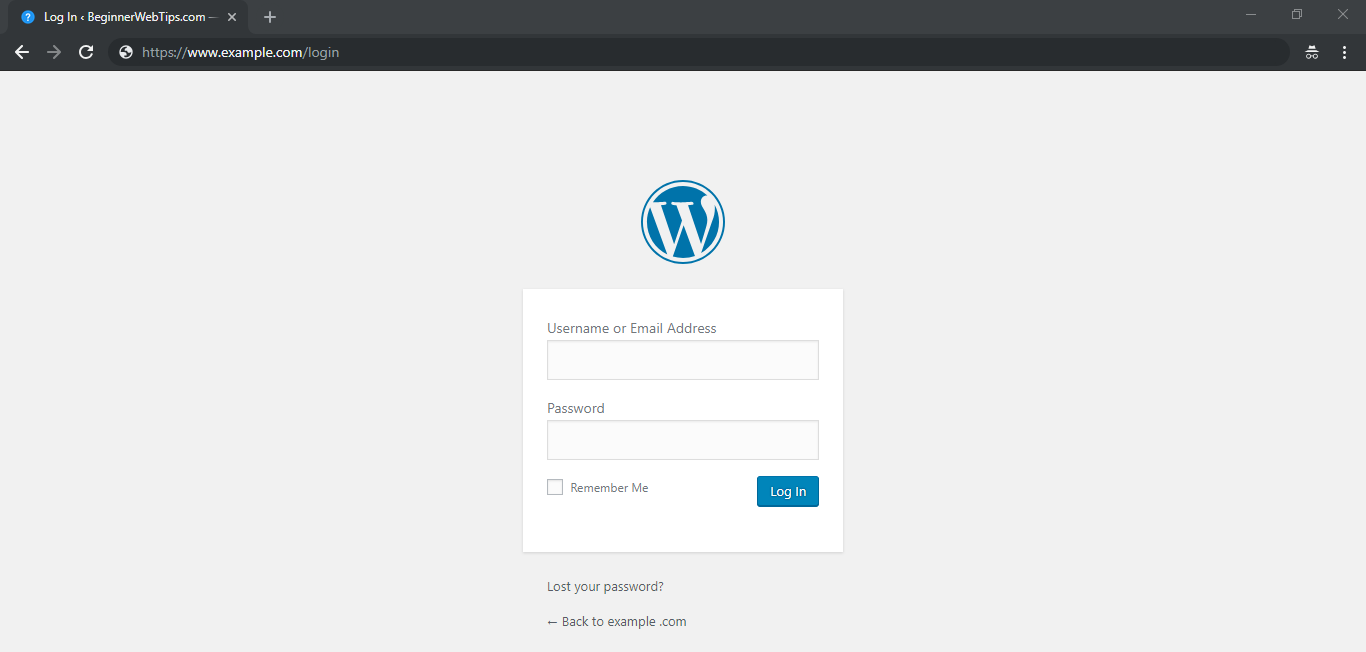 Log In ‹ BeginnerWebTips.com —
https://www.example.com/login
Username or Email Address
Password
Remember Me
Log In
Lost your password?
← Back to example .com